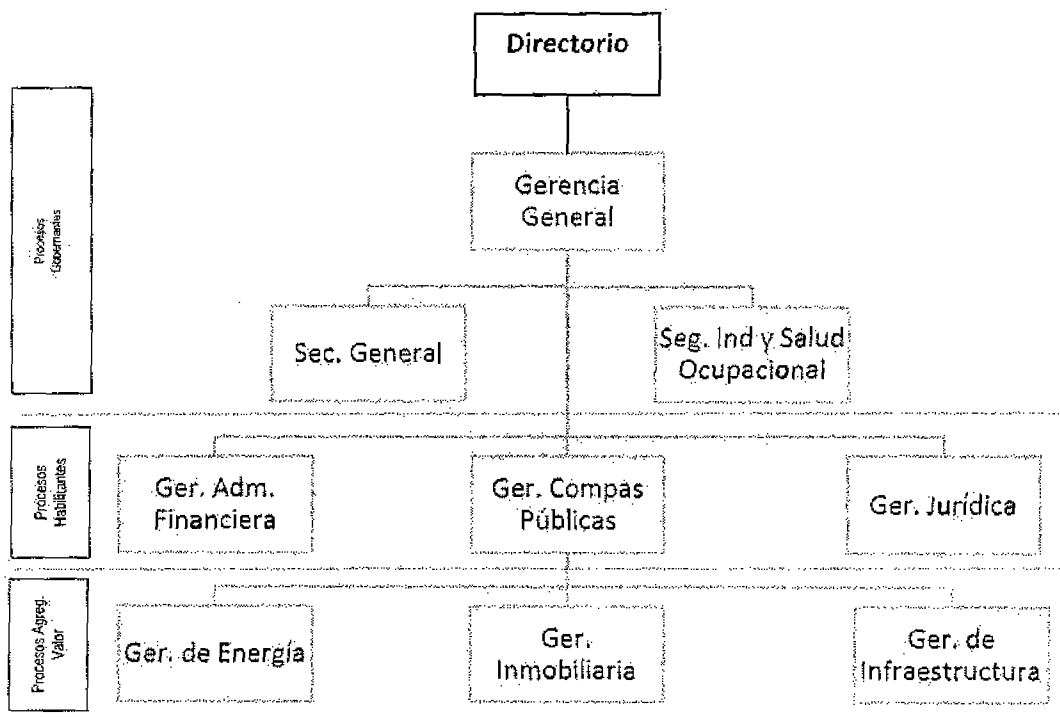 Directorio
Procesos
Gobernantes
Gerencia
General
Sec. General
Seg. Ind y Salud
Ocupacional
Procesos
Habilitantes
Ger. Adm.
Financiera
Ger. Compas
Públicas
Ger. Jurídica
Procesos Agreg.
Valor
Ger. de Energía
Ger.
Inmobiliaria
Ger. de
Infraestructura